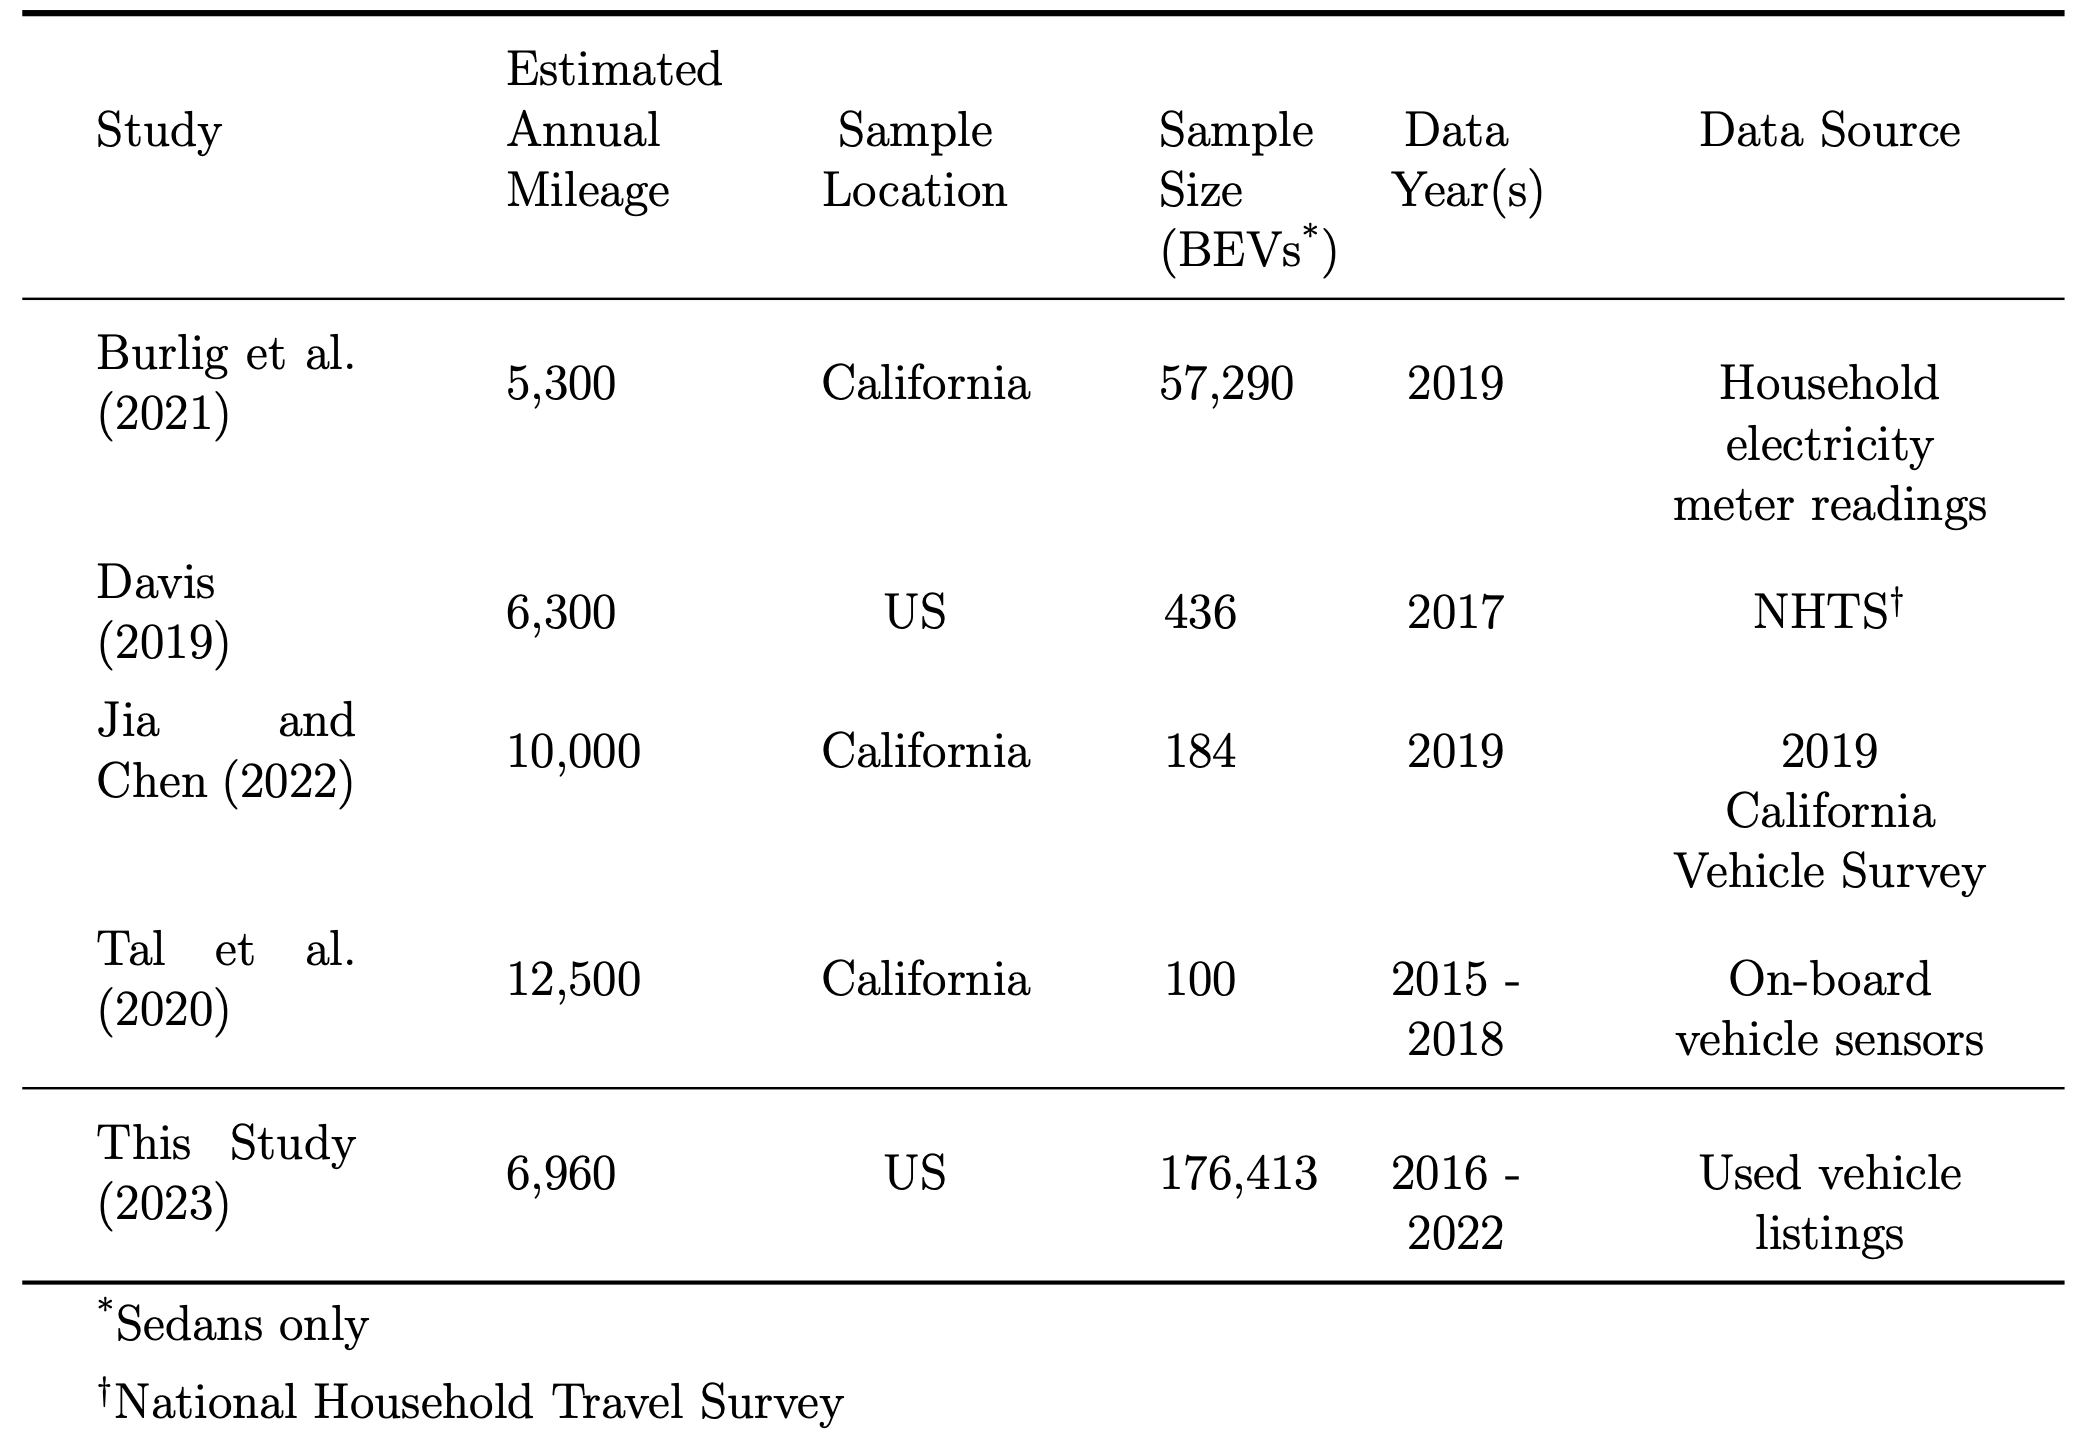 Study Estimated Annual Mileage Sample Location Sample Size (BEVs*) Data Year(s) Data Source
Burlig et al. (2021) 5,300 California 57,290 2019 Household electricity meter readings
Davis (2019) 6,300 US 436 2017 NHTS†
Jia and Chen (2022) 10,000 California 184 2019 2019 California Vehicle Survey
Tal et al. (2020) 12,500 California 100 2015 - 2018 On-board vehicle sensors
This Study (2023) 6,960 US 176,413 2016 - 2022 Used vehicle listings
*Sedans only
†National Household Travel Survey